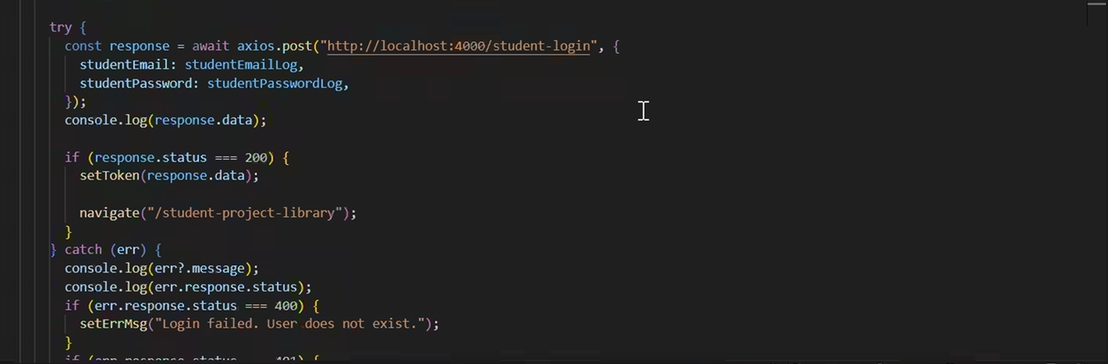 try {
const response = await axios.post("http://localhost:4000/student-login", {
studentEmail: studentEmailLog,
studentPassword: studentPasswordLog,
});
console.log(response.data);
if (response.status === 200) {
setToken(response.data);
navigate("/student-project-library");
}
} catch (err) {
console.log(err?.message);
console.log(err.response.status);
if (err.response.status === 400) {
setErrMsg("Login failed. User does not exist.");
}